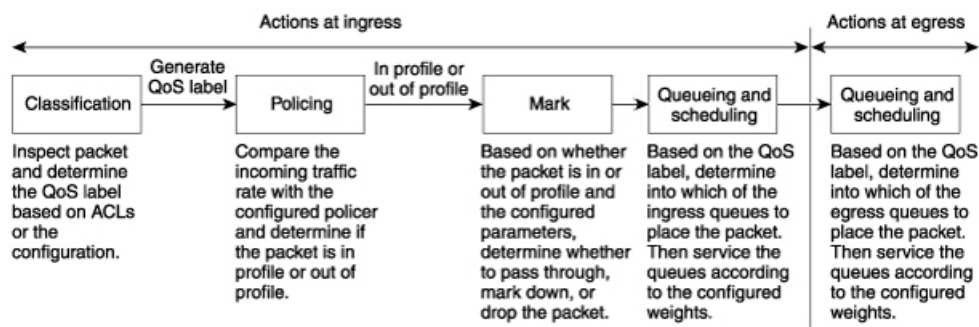 Actions at ingress
Actions at egress
Generate
QoS label
In profile or
out of profile
Classification
Policing
Mark
Queueing and
scheduling
Queueing and
scheduling
Inspect packet
and determine
the QoS label
based on ACLs
or the
configuration.
Compare the
incoming traffic
rate with the
configured policer
and determine if
the packet is in
profile or out of
profile.
Based on whether
the packet is in or
out of profile and
the configured
parameters,
determine whether
to pass through,
mark down, or
drop the packet.
Based on the QoS
label, determine
into which of the
ingress queues to
place the packet.
Then service the
queues according
to the configured
weights.
Based on the QoS
label, determine
into which of the
egress queues to
place the packet.
Then service the
queues according
to the configured
weights.